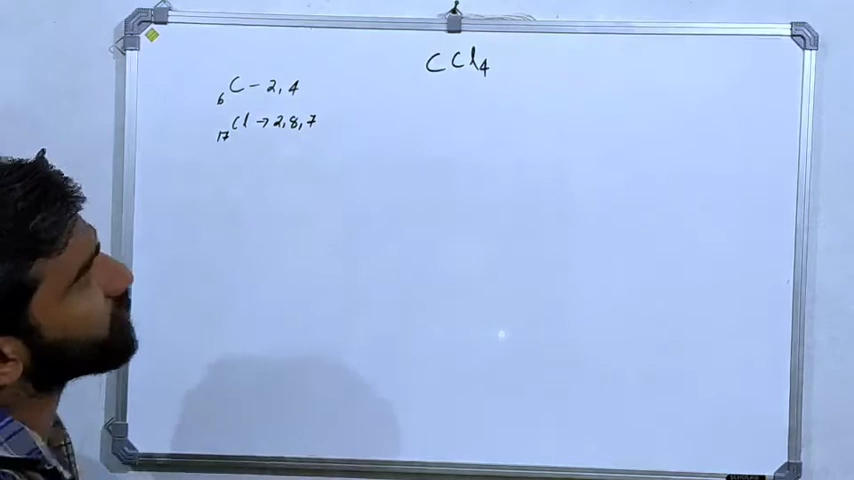 CCl₄
₆C – 2, 4
₁₇Cl → 2, 8, 7